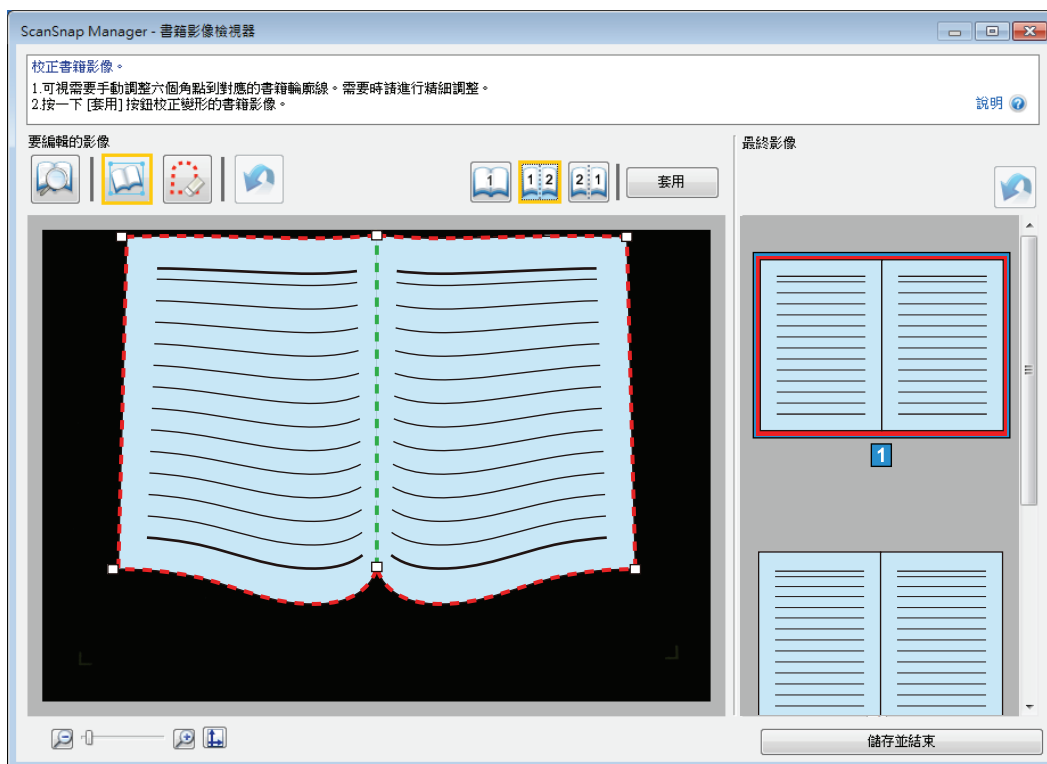 ScanSnap Manager - 書籍影像檢視器
校正書籍影像。
1.可視需要手動調整六個角點到對應的書籍輪廓線。需要時請進行精細調整。
2.按一下 [套用] 按鈕校正變形的書籍影像。
說明
要編輯的影像
最終影像
1
1 2
2 1
套用
1
儲存並結束